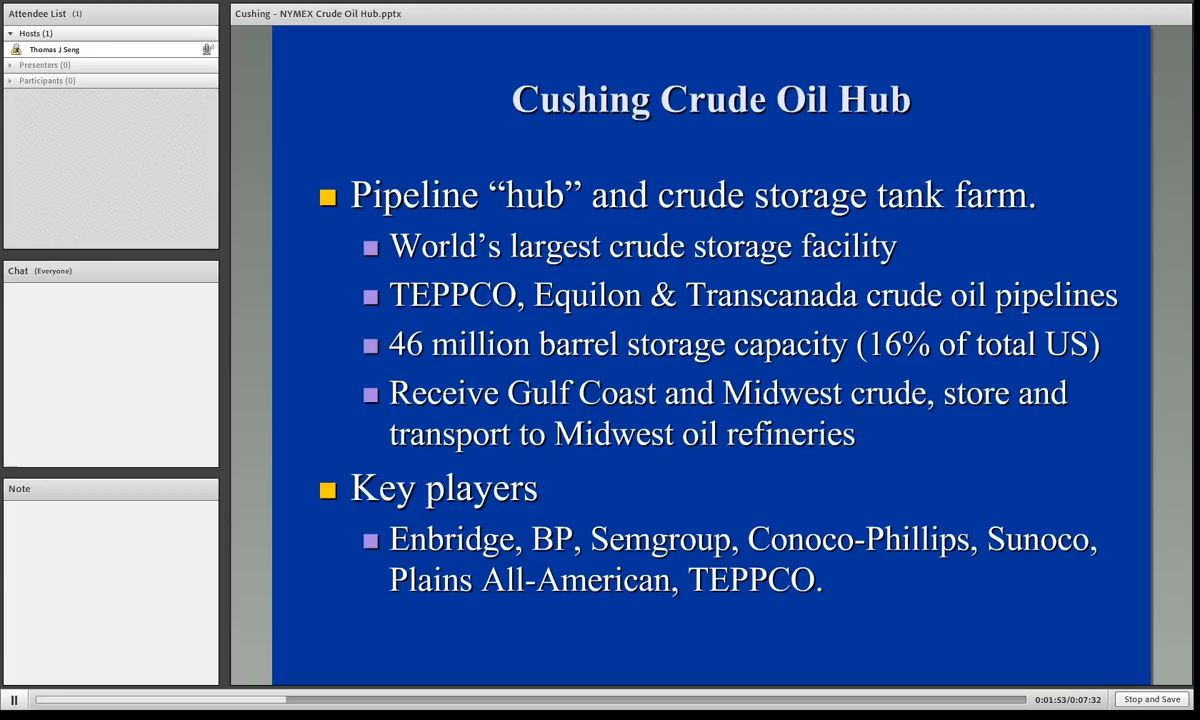 Attendee List (1)
Hosts (1)
Thomas J Seng
Presenters (0)
Participants (0)
Chat (Everyone)
Note
Cushing - NYMEX Crude Oil Hub.pptx
Cushing Crude Oil Hub
Pipeline “hub” and crude storage tank farm.
World’s largest crude storage facility
TEPPCO, Equilon & Transcanada crude oil pipelines
46 million barrel storage capacity (16% of total US)
Receive Gulf Coast and Midwest crude, store and
transport to Midwest oil refineries
Key players
Enbridge, BP, Semgroup, Conoco-Phillips, Sunoco,
Plains All-American, TEPPCO.
0:01:53/0:07:32
Stop and Save